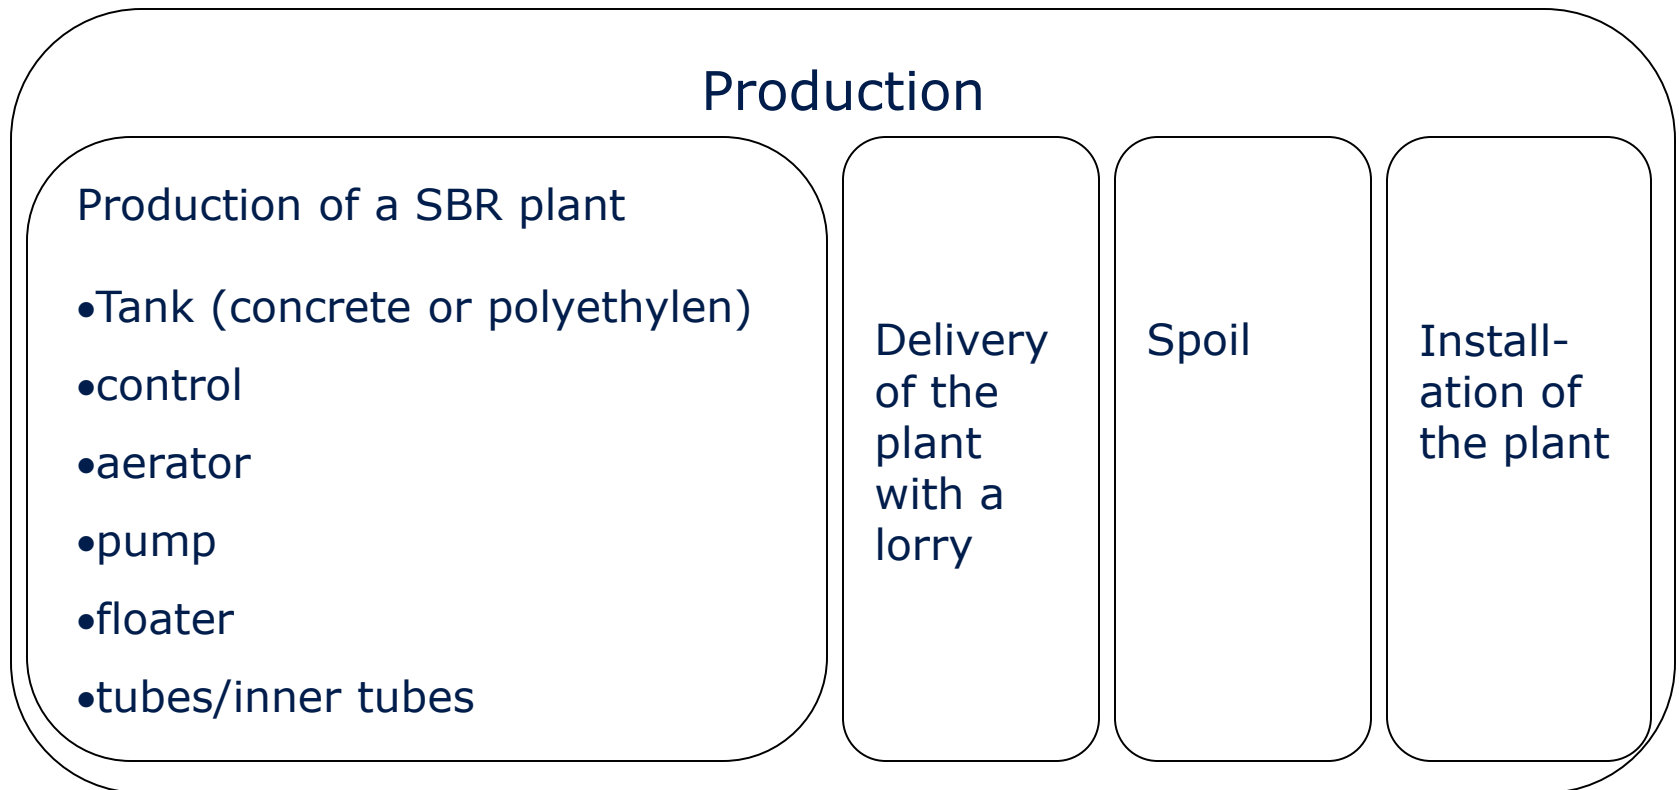 Production
Production of a SBR plant
•Tank (concrete or polyethylen)
•control
•aerator
•pump
•floater
•tubes/inner tubes
Delivery
of the
plant
with a
lorry
Spoil
Install-
ation of
the plant